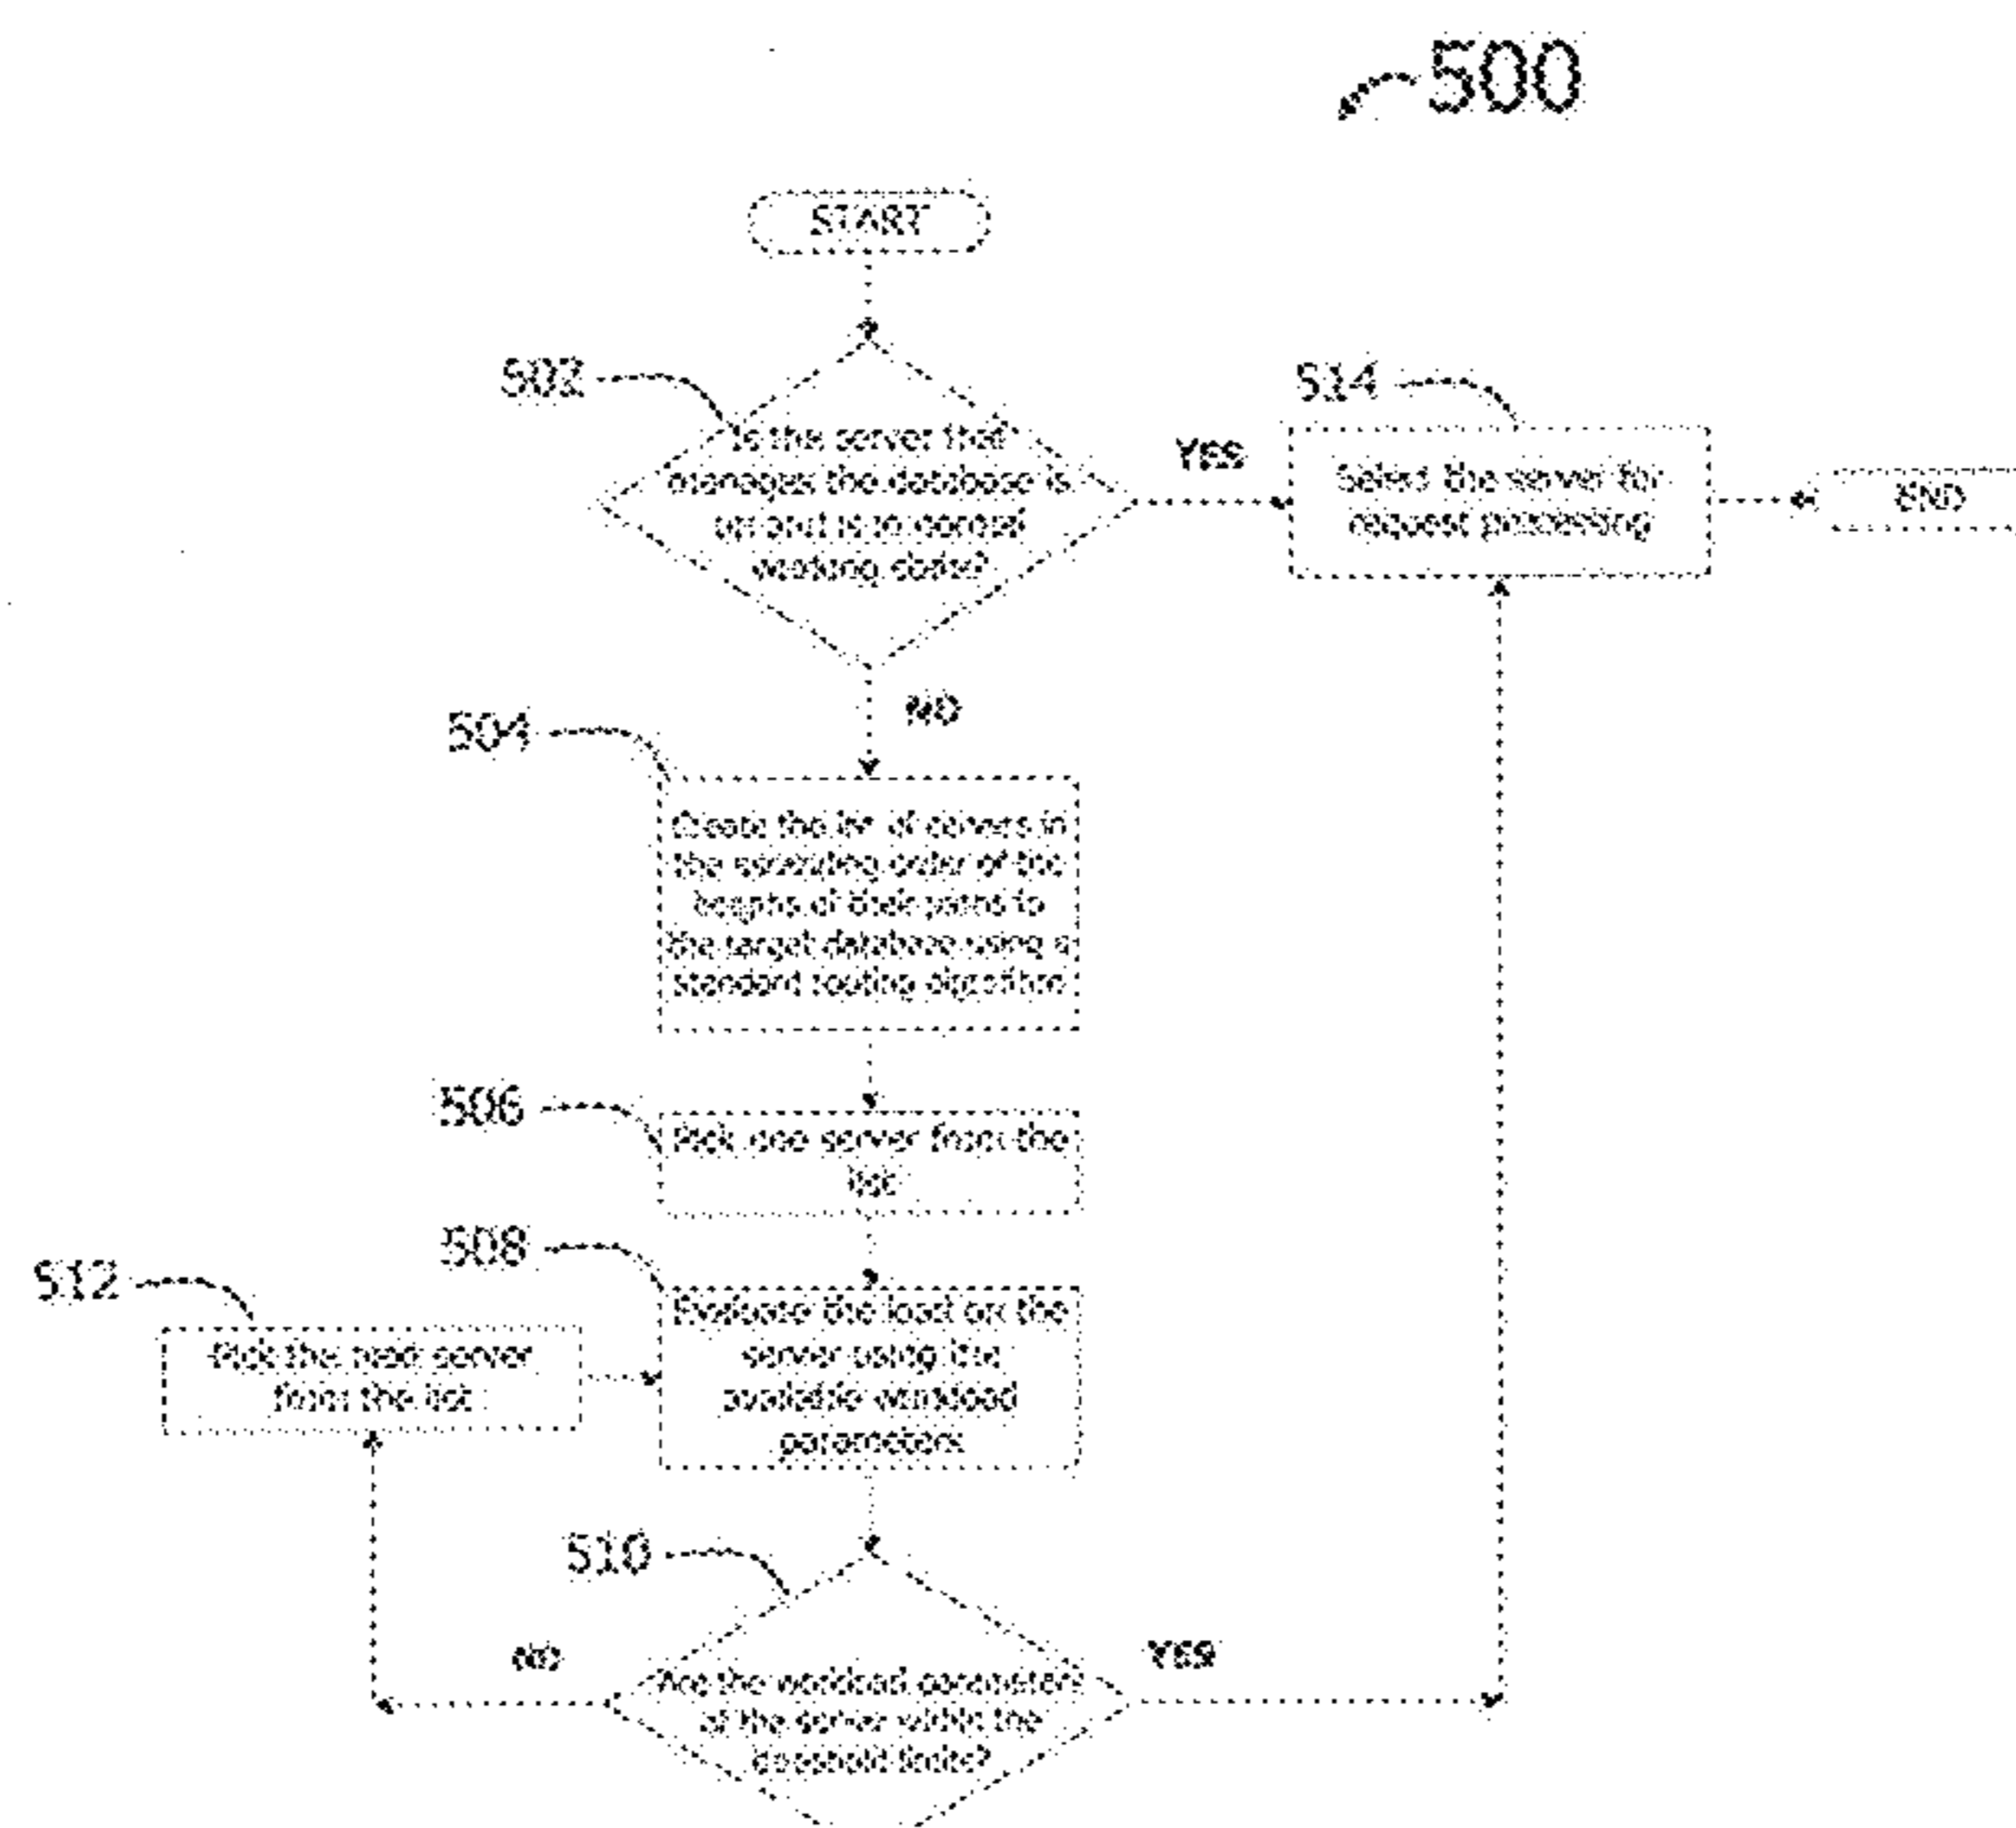 500
START
502
Is the server that
manages the database is
on and is in normal
working state?
YES
514
Select the server for
request processing
END
NO
504
Create the list of servers in
the ascending order of the
lengths of their paths to
the target database using a
standard routing algorithm
506
Pick one server from the
list
508
Evaluate the load on the
server using the
available workload
parameters
512
Pick the next server
from the list
510
NO
Are the workload parameters
of the server within the
threshold limits?
YES